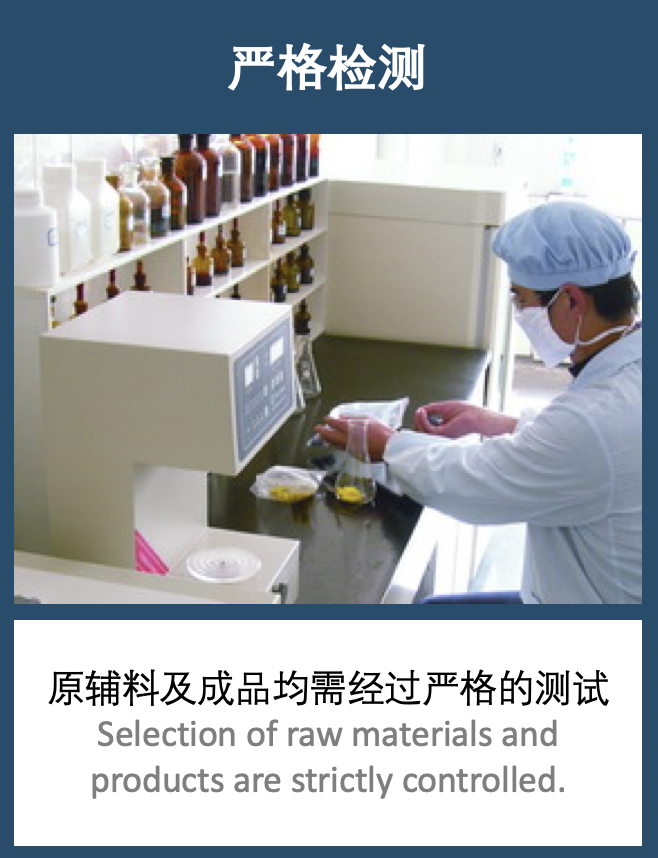 严格检测
原辅料及成品均需经过严格的测试
Selection of raw materials and
products are strictly controlled.